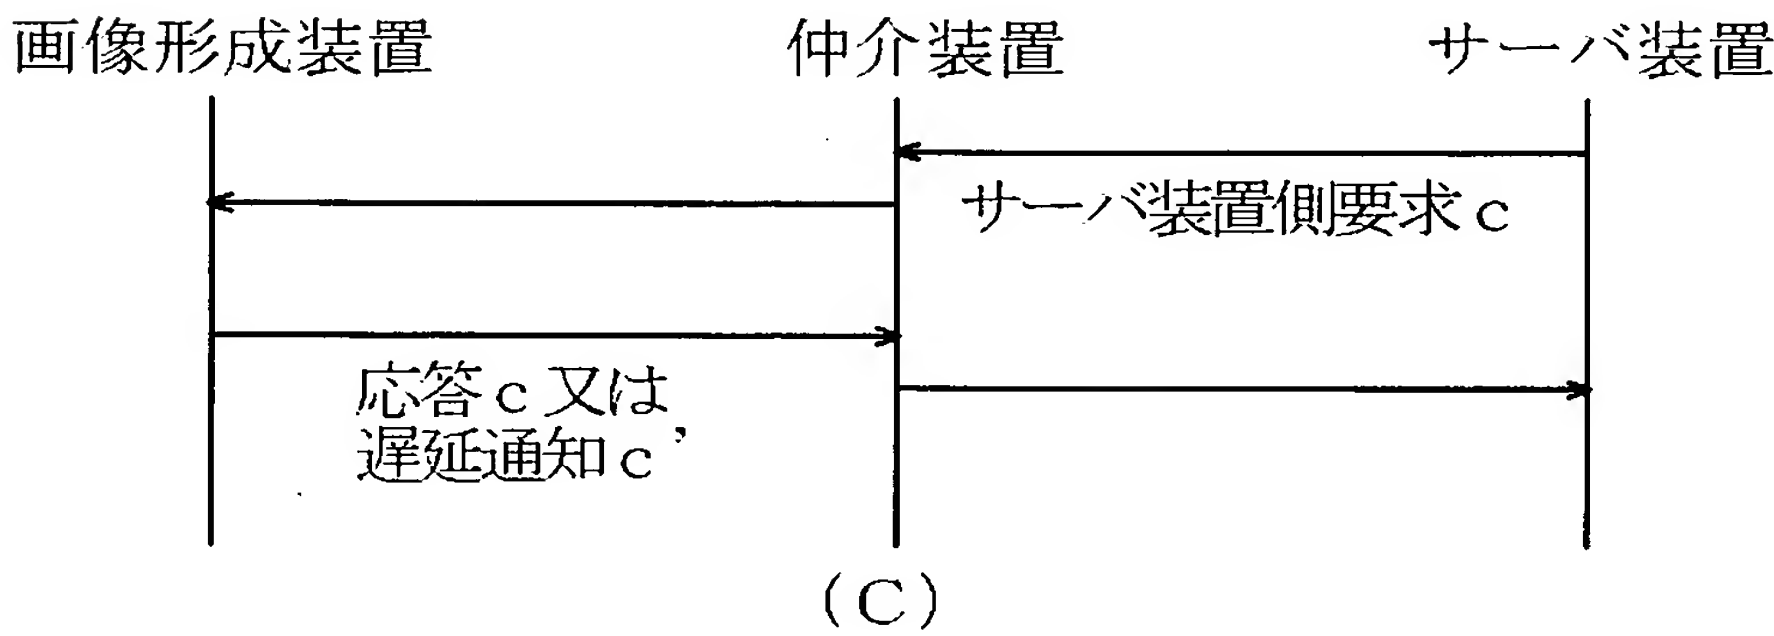 画像形成装置
仲介装置
サーバ装置
サーバ装置側要求c
応答c又は
遅延通知c’
(C)